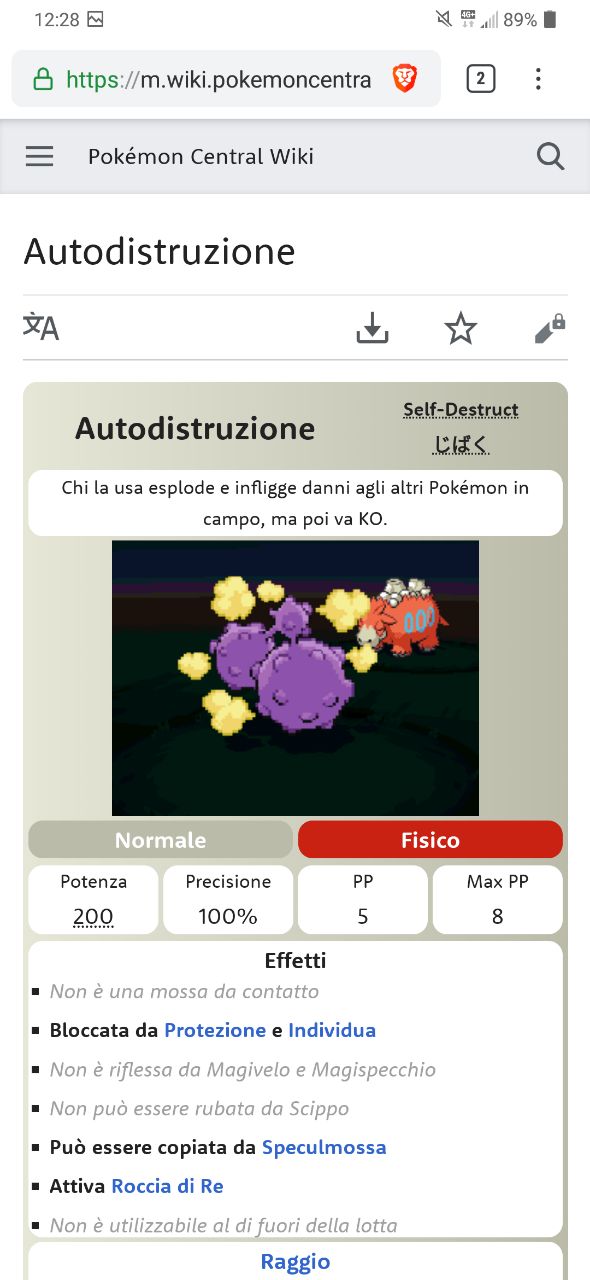 12:28
4G+
89%
https://m.wiki.pokemoncentra
2
Pokémon Central Wiki
Autodistruzione
文A
Autodistruzione
Self-Destruct
じばく
Chi la usa esplode e infligge danni agli altri Pokémon in
campo, ma poi va KO.
Normale
Fisico
Potenza
Precisione
PP
Max PP
200
100%
5
8
Effetti
Non è una mossa da contatto
Bloccata da Protezione e Individua
Non è riflessa da Magivelo e Magispecchio
Non può essere rubata da Scippo
Può essere copiata da Speculmossa
Attiva Roccia di Re
Non è utilizzabile al di fuori della lotta
Raggio